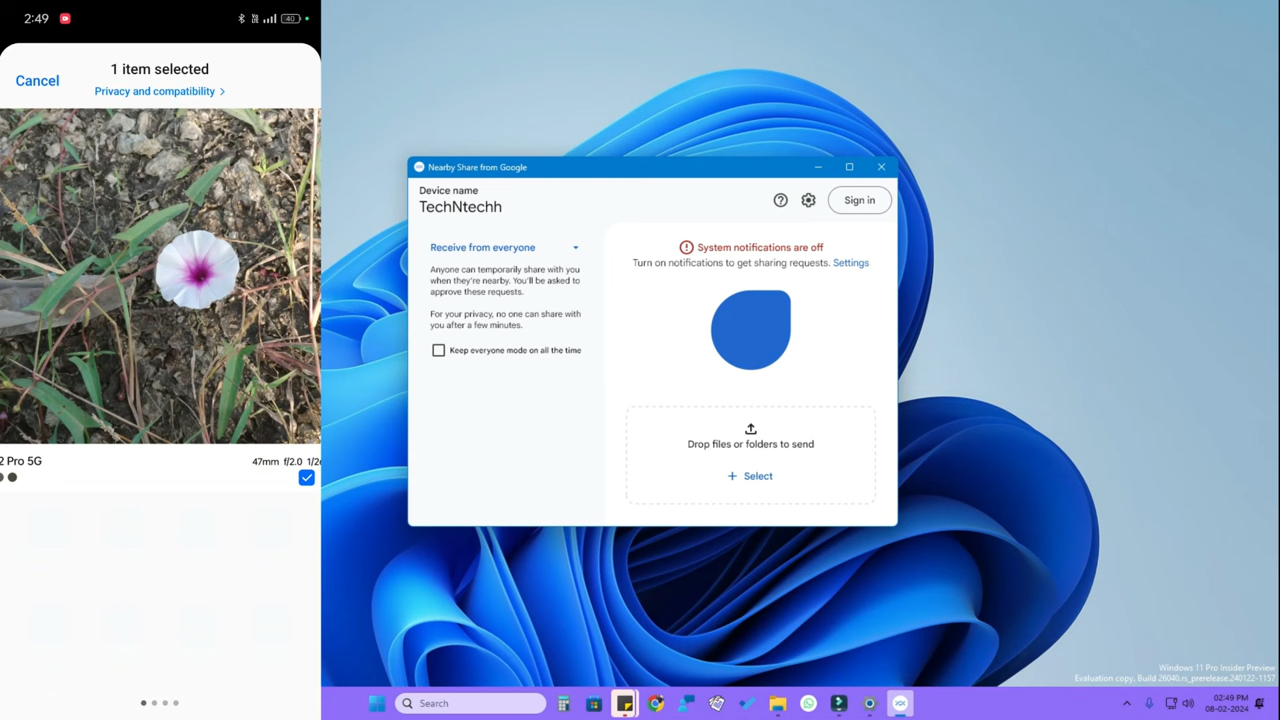 2:49
40
Cancel
1 item selected
Privacy and compatibility >
2 Pro 5G
47mm f/2.0
Nearby Share from Google
Device name
TechNtechh
Sign in
Receive from everyone
Anyone can temporarily share with you
when they're nearby. You'll be asked to
approve these requests.
For your privacy, no one can share with
you after a few minutes.
Keep everyone mode on all the time
System notifications are off
Turn on notifications to get sharing requests. Settings
Drop files or folders to send
+ Select
Windows 11 Pro Insider Preview
Evaluation copy. Build 26040.rs_prerelease.240122-1157
Search
02:49 PM
08-02-2024